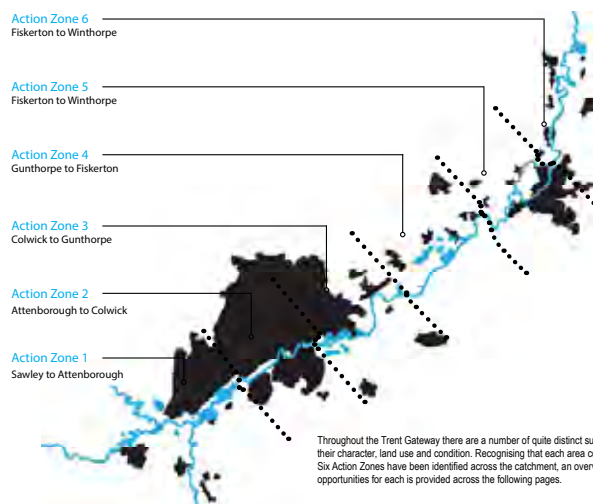 Action Zone 6
Fiskerton to Winthorpe
Action Zone 5
Fiskerton to Winthorpe
Action Zone 4
Gunthorpe to Fiskerton
Action Zone 3
Colwick to Gunthorpe
Action Zone 2
Attenborough to Colwick
Action Zone 1
Sawley to Attenborough
Throughout the Trent Gateway there are a number of quite distinct su
their character, land use and condition. Recognising that each area c
Six Action Zones have been identified across the catchment, an over
opportunities for each is provided across the following pages.